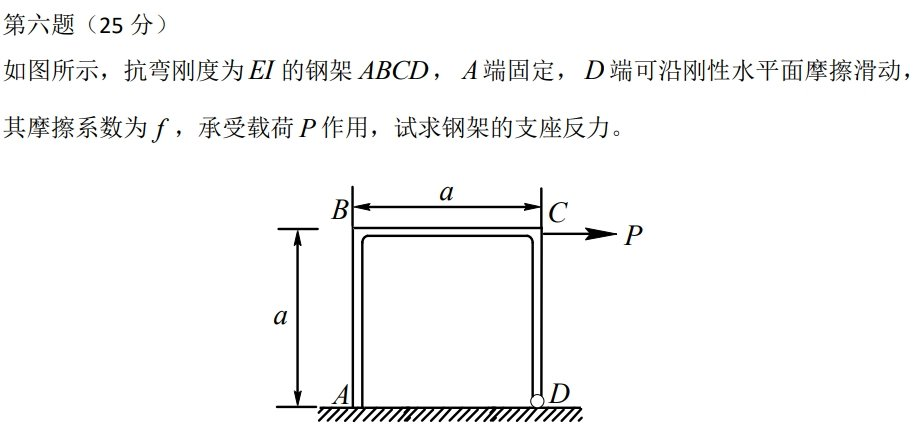 第六题（25 分）
如图所示，抗弯刚度为 EI 的钢架 ABCD，A 端固定，D 端可沿刚性水平面摩擦滑动，
其摩擦系数为 f，承受载荷 P 作用，试求钢架的支座反力。
a
B
C
P
a
A
D